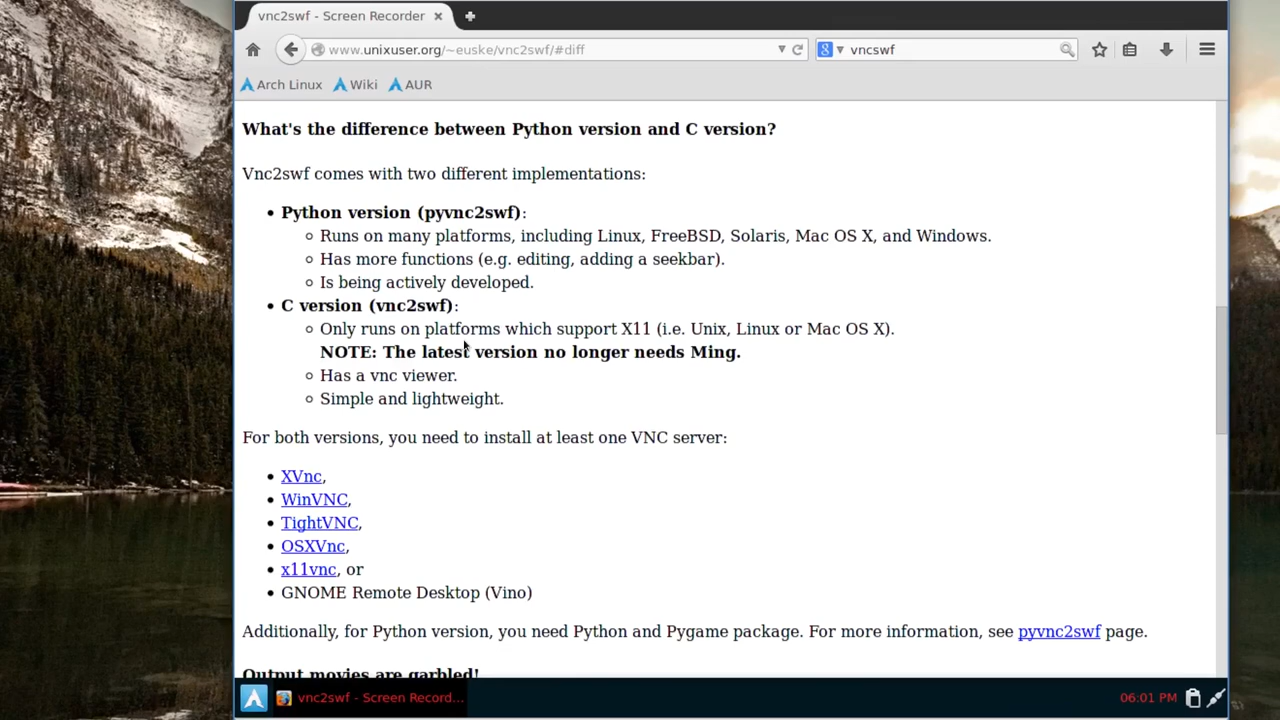 vnc2swf - Screen Recorder
www.unixuser.org/~euske/vnc2swf/#diff
8 vncswf
Arch Linux Wiki AUR
What's the difference between Python version and C version?
Vnc2swf comes with two different implementations:
• Python version (pyvnc2swf):
◦ Runs on many platforms, including Linux, FreeBSD, Solaris, Mac OS X, and Windows.
◦ Has more functions (e.g. editing, adding a seekbar).
◦ Is being actively developed.
• C version (vnc2swf):
◦ Only runs on platforms which support X11 (i.e. Unix, Linux or Mac OS X).
NOTE: The latest version no longer needs Ming.
◦ Has a vnc viewer.
◦ Simple and lightweight.
For both versions, you need to install at least one VNC server:
• XVnc,
• WinVNC,
• TightVNC,
• OSXVnc,
• x11vnc, or
• GNOME Remote Desktop (Vino)
Additionally, for Python version, you need Python and Pygame package. For more information, see pyvnc2swf page.
Output movies are garbled!
vnc2swf - Screen Record...
06:01 PM